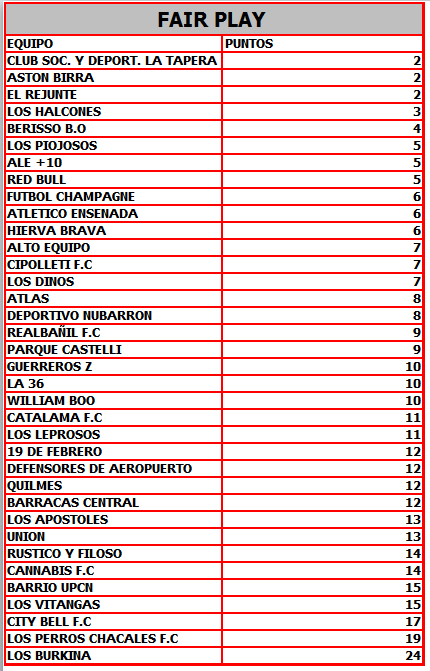 FAIR PLAY
EQUIPO PUNTOS
CLUB SOC. Y DEPORT. LA TAPERA 2
ASTON BIRRA 2
EL REJUNTE 2
LOS HALCONES 3
BERISSO B.O 4
LOS PIOJOSOS 5
ALE +10 5
RED BULL 5
FUTBOL CHAMPAGNE 6
ATLETICO ENSENADA 6
HIERVA BRAVA 6
ALTO EQUIPO 7
CIPOLLETI F.C 7
LOS DINOS 7
ATLAS 8
DEPORTIVO NUBARRON 8
REALBAÑIL F.C 9
PARQUE CASTELLI 9
GUERREROS Z 10
LA 36 10
WILLIAM BOO 10
CATALAMA F.C 11
LOS LEPROSOS 11
19 DE FEBRERO 12
DEFENSORES DE AEROPUERTO 12
QUILMES 12
BARRACAS CENTRAL 12
LOS APOSTOLES 13
UNION 13
RUSTICO Y FILOSO 14
CANNABIS F.C 14
BARRIO UPCN 15
LOS VITANGAS 15
CITY BELL F.C 17
LOS PERROS CHACALES F.C 19
LOS BURKINA 24